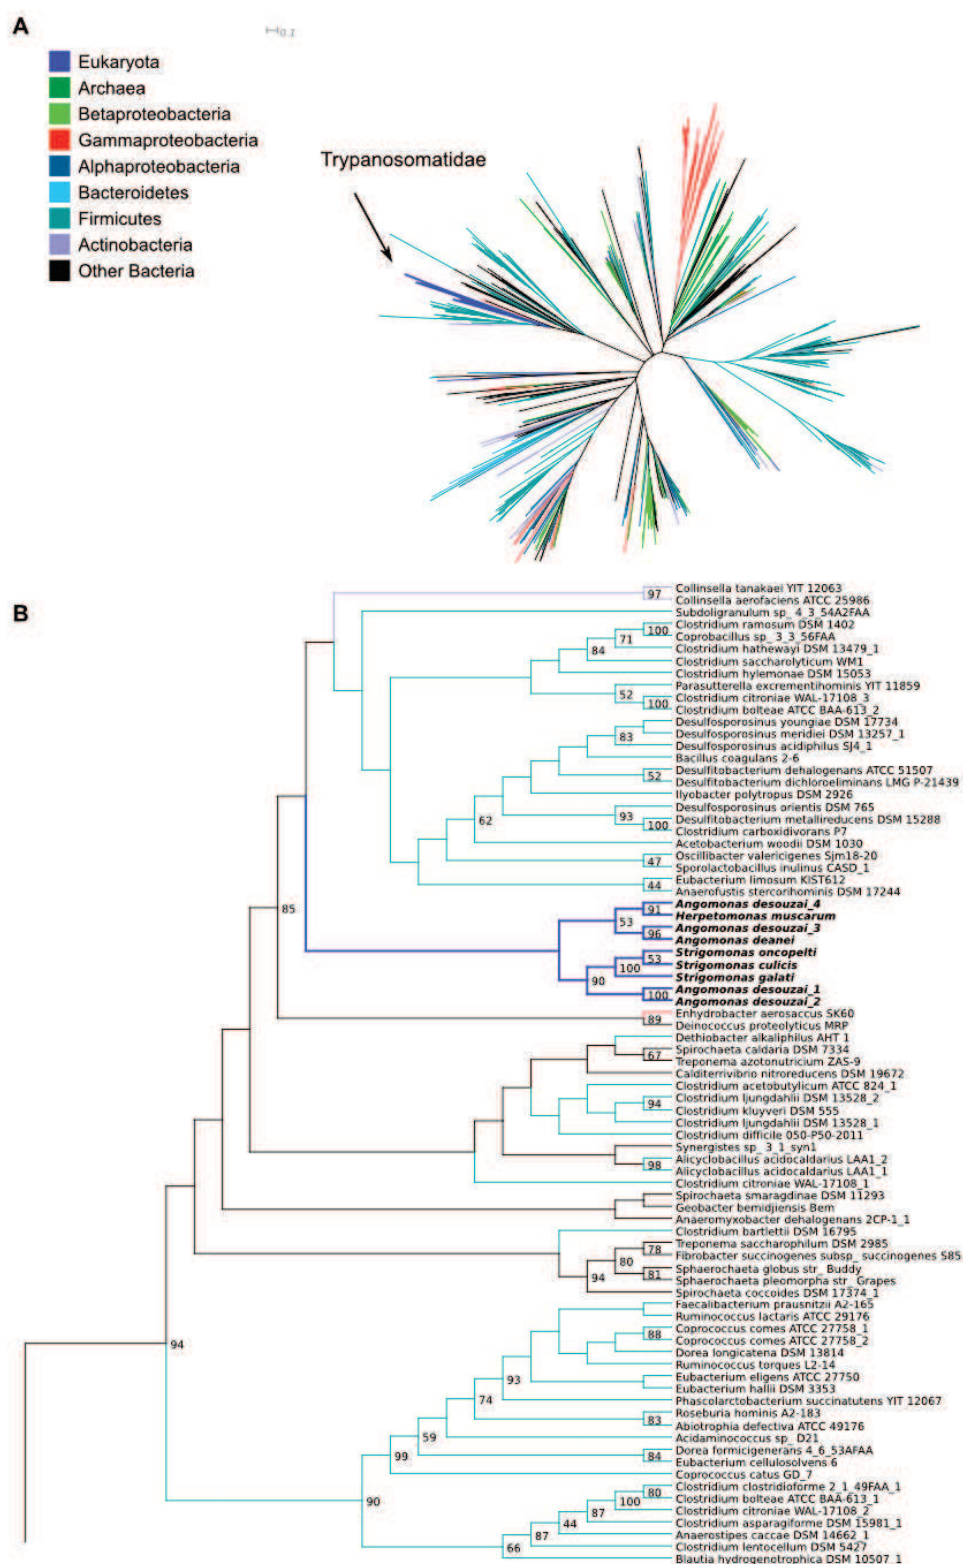 A
0.1
Eukaryota
Archaea
Betaproteobacteria
Gammaproteobacteria
Alphaproteobacteria
Bacteroidetes
Firmicutes
Actinobacteria
Other Bacteria
Trypanosomatidae
B
97
Collinsella tanakaei YIT 12063
Collinsella aerofaciens ATCC 25986
Subdoligranulum sp_ 4_3_54A2FAA
100
Clostridium ramosum DSM 1402
71
Coprobacillus sp_ 3_3_56FAA
84
Clostridium hathewayi DSM 13479_1
Clostridium saccharolyticum WM1
Clostridium hylemonae DSM 15053
52
Parasutterella excrementihominis YIT 11859
100
Clostridium citroniae WAL-17108_3
Clostridium bolteae ATCC BAA-613_2
Desulfosporosinus youngiae DSM 17734
83
Desulfosporosinus meridiei DSM 13257_1
Desulfosporosinus acidiphilus SJ4_1
Bacillus coagulans 2-6
52
Desulfitobacterium dehalogenans ATCC 51507
Desulfitobacterium dichloroeliminans LMG P-21439
Ilyobacter polytropus DSM 2926
62
93
Desulfosporosinus orientis DSM 765
100
Desulfitobacterium metallireducens DSM 15288
Clostridium carboxidivorans P7
Acetobacterium woodii DSM 1030
47
Oscillibacter valericigenes Sjm18-20
Sporolactobacillus inulinus CASD_1
44
Eubacterium limosum KIST612
Anaerofustis stercorihominis DSM 17244
85
91
Angomonas desouzai_4
53
Herpetomonas muscarum
96
Angomonas desouzai_3
Angomonas deanei
53
Strigomonas oncopelti
100
Strigomonas culicis
90
Strigomonas galati
100
Angomonas desouzai_1
Angomonas desouzai_2
89
Enhydrobacter aerosaccus SK60
Deinococcus proteolyticus MRP
Dethiobacter alkaliphilus AHT 1
67
Spirochaeta caldaria DSM 7334
Treponema azotonutricium ZAS-9
Calditerrivibrio nitroreducens DSM 19672
Clostridium acetobutylicum ATCC 824_1
94
Clostridium ljungdahlii DSM 13528_2
Clostridium kluyveri DSM 555
Clostridium ljungdahlii DSM 13528_1
Clostridium difficile 050-P50-2011
Synergistes sp_ 3_1_syn1
98
Alicyclobacillus acidocaldarius LAA1_2
Alicyclobacillus acidocaldarius LAA1_1
Clostridium citroniae WAL-17108_1
Spirochaeta smaragdinae DSM 11293
Geobacter bemidjiensis Bem
Anaeromyxobacter dehalogenans 2CP-1_1
Clostridium bartlettii DSM 16795
78
Treponema saccharophilum DSM 2985
80
Fibrobacter succinogenes subsp_ succinogenes S85
94
81
Sphaerochaeta globus str_ Buddy
Sphaerochaeta pleomorpha str_ Grapes
Spirochaeta coccoides DSM 17374_1
94
Faecalibacterium prausnitzii A2-165
Ruminococcus lactaris ATCC 29176
88
Coprococcus comes ATCC 27758_1
Coprococcus comes ATCC 27758_2
Dorea longicatena DSM 13814
Ruminococcus torques L2-14
93
Eubacterium eligens ATCC 27750
Eubacterium hallii DSM 3353
74
Phascolarctobacterium succinatutens YIT 12067
83
Roseburia hominis A2-183
Abiotrophia defectiva ATCC 49176
59
Acidaminococcus sp_ D21
99
84
Dorea formicigenerans 4_6_53AFAA
Eubacterium cellulosolvens 6
Coprococcus catus GD_7
90
80
Clostridium clostridioforme 2_1_49FAA_1
100
Clostridium bolteae ATCC BAA-613_1
87
Clostridium citroniae WAL-17108_2
44
Clostridium asparagiforme DSM 15981_1
87
Anaerostipes caccae DSM 14662_1
66
Clostridium lentocellum DSM 5427
Blautia hydrogenotrophica DSM 10507_1